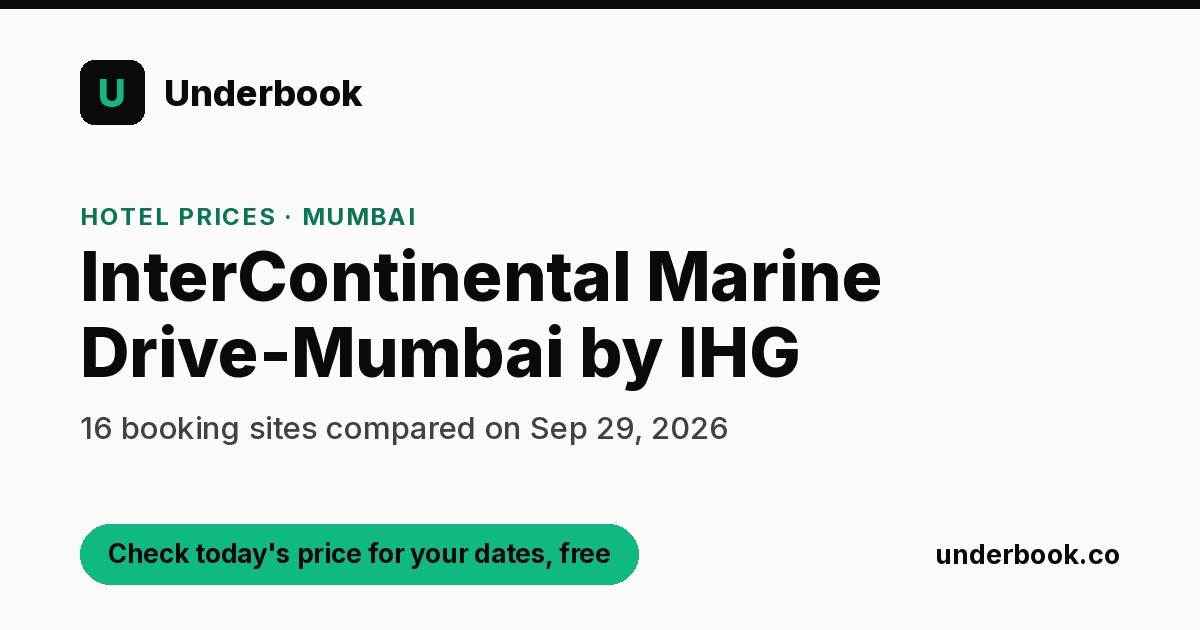 U Underbook
HOTEL PRICES · MUMBAI
InterContinental Marine
Drive-Mumbai by IHG
16 booking sites compared on Sep 29, 2026
Check today's price for your dates, free
underbook.co